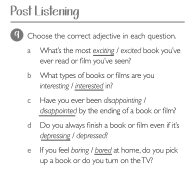 Post Listening
9 Choose the correct adjective in each question.
a What's the most exciting / excited book you've
ever read or film you've seen?
b What types of books or films are you
interesting / interested in?
c Have you ever been disappointing /
disappointed by the ending of a book or film?
d Do you always finish a book or film even if it's
depressing / depressed?
e If you feel boring / bored at home, do you pick
up a book or do you turn on the TV?